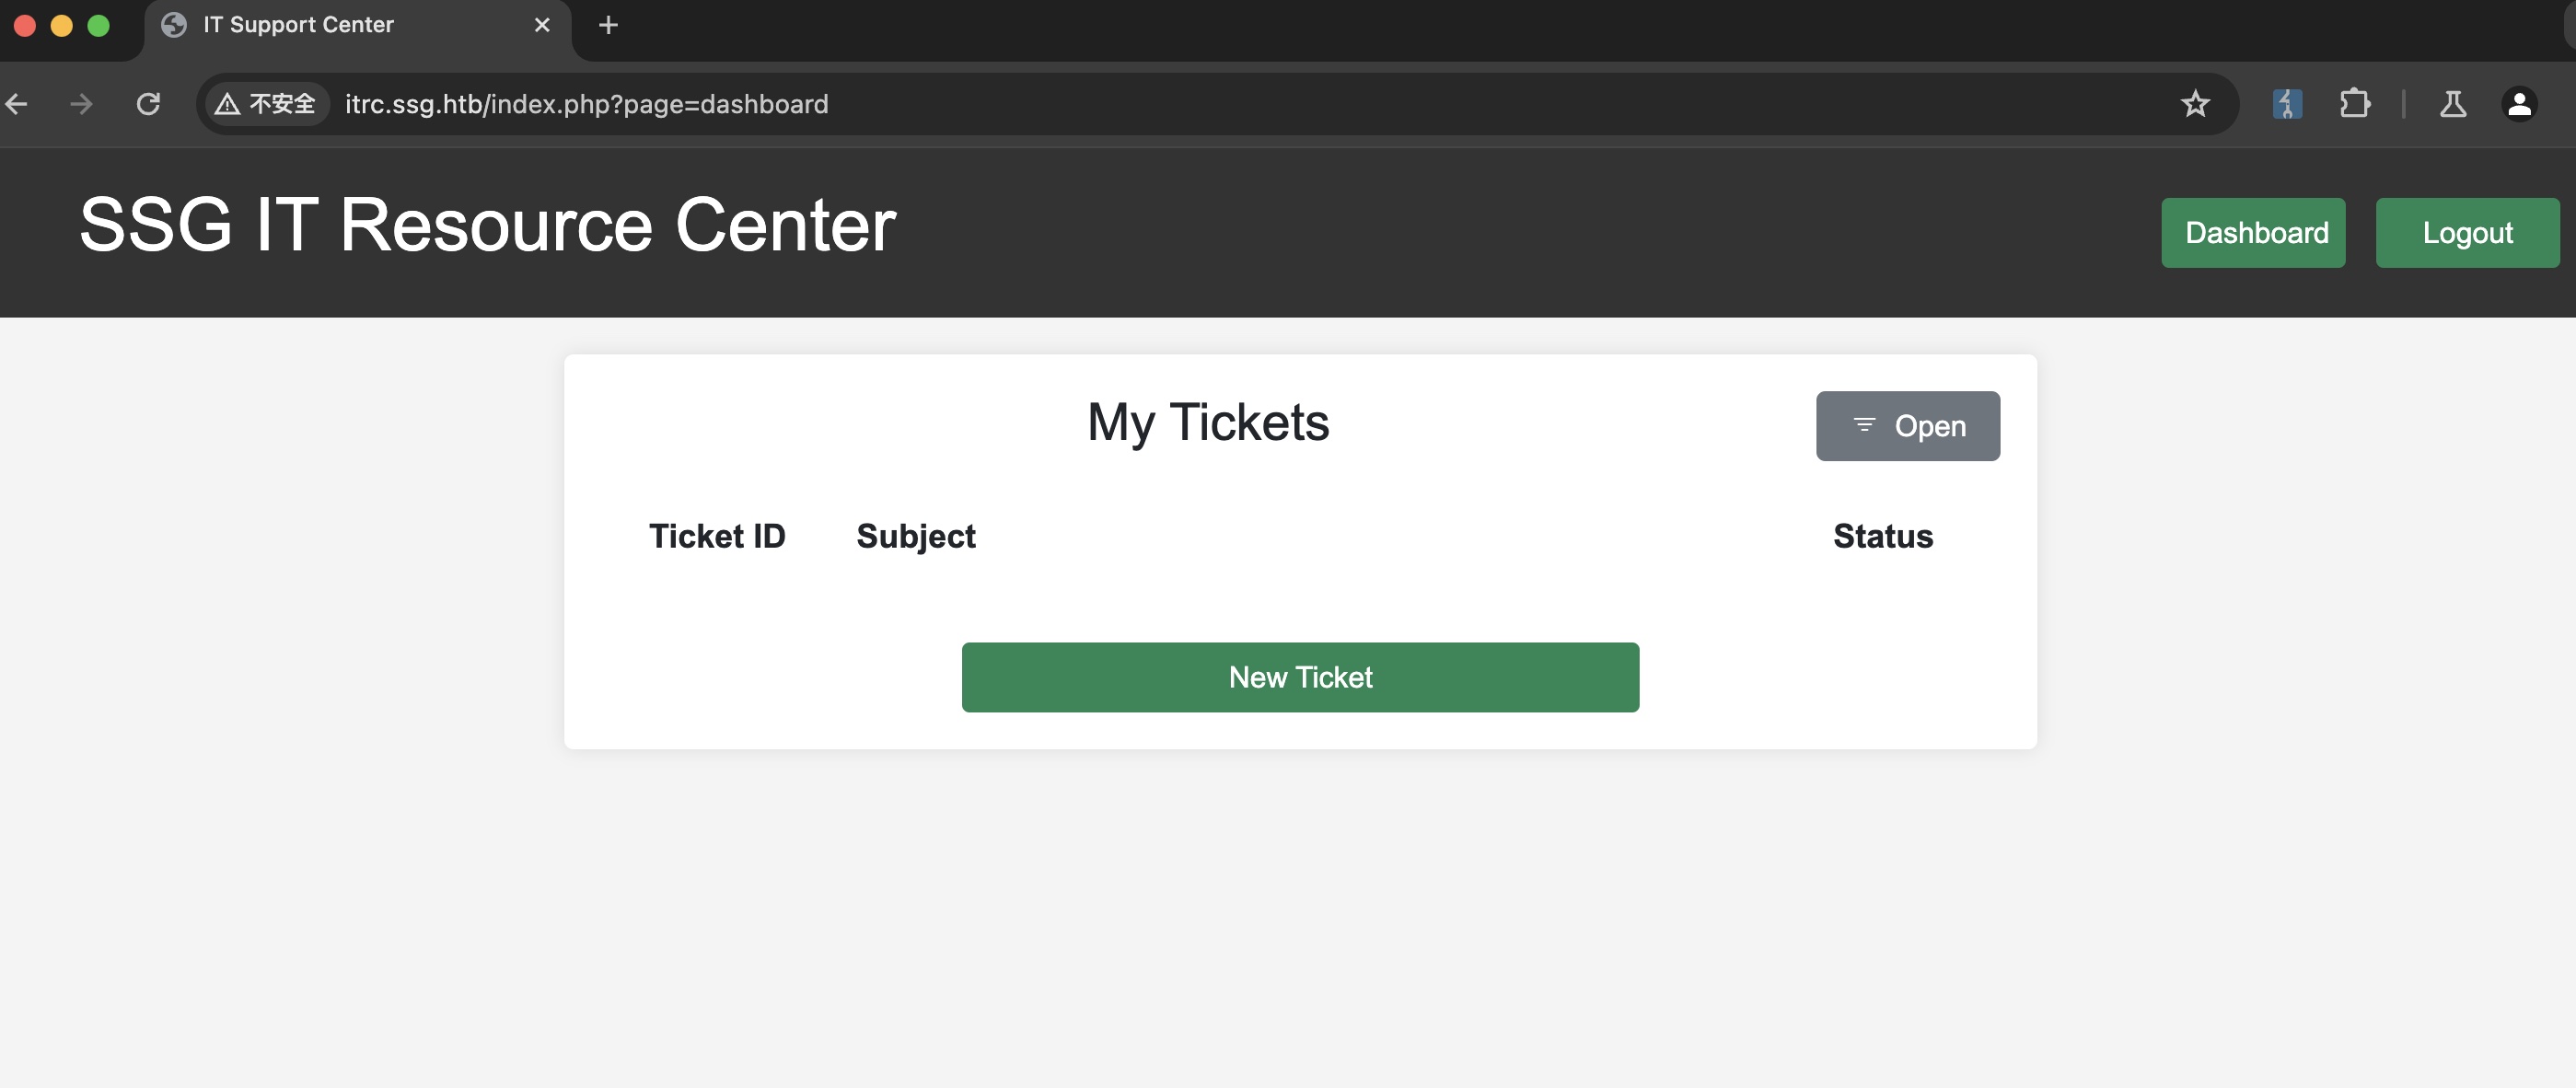 IT Support Center
不安全 itrc.ssg.htb/index.php?page=dashboard
SSG IT Resource Center
Dashboard Logout
My Tickets
Open
Ticket ID Subject Status
New Ticket